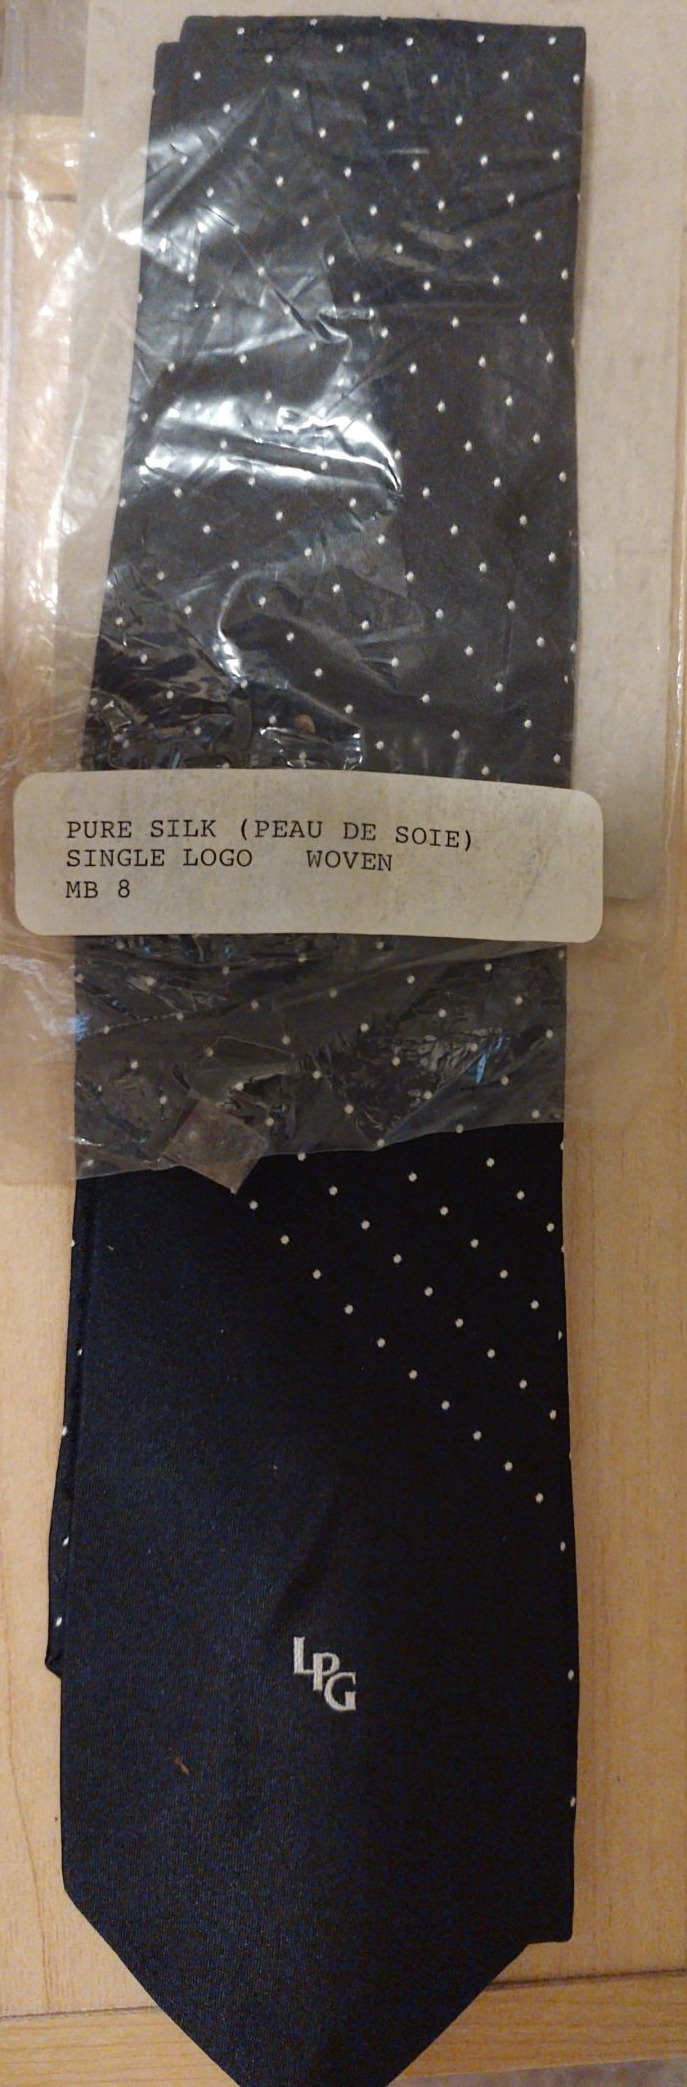 PURE SILK (PEAU DE SOIE)
SINGLE LOGO WOVEN
MB 8
LPG